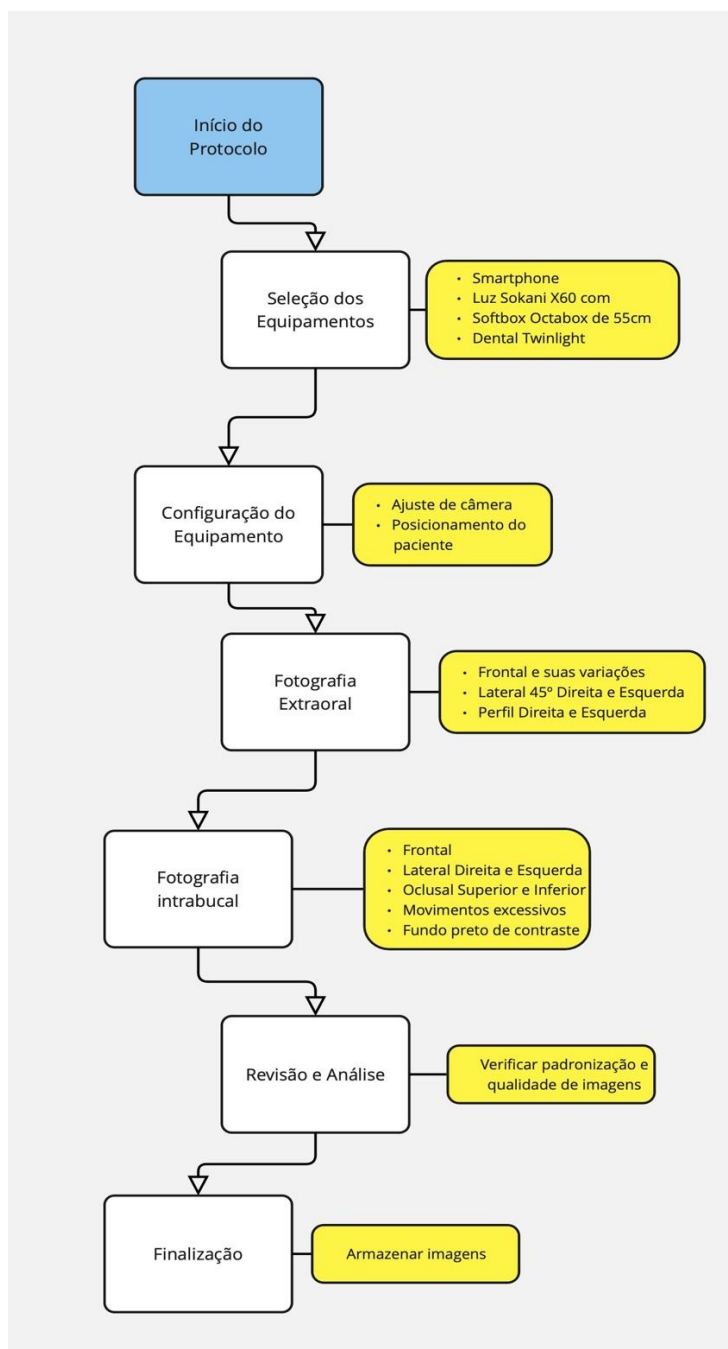 Início do
Protocolo
Seleção dos
Equipamentos
• Smartphone
• Luz Sokani X60 com
• Softbox Octabox de 55cm
• Dental Twinlight
Configuração do
Equipamento
• Ajuste de câmera
• Posicionamento do
paciente
Fotografia
Extraoral
• Frontal e suas variações
• Lateral 45º Direita e Esquerda
• Perfil Direita e Esquerda
Fotografia
intrabucal
• Frontal
• Lateral Direita e Esquerda
• Oclusal Superior e Inferior
• Movimentos excessivos
• Fundo preto de contraste
Revisão e Análise
Verificar padronização e
qualidade de imagens
Finalização
Armazenar imagens